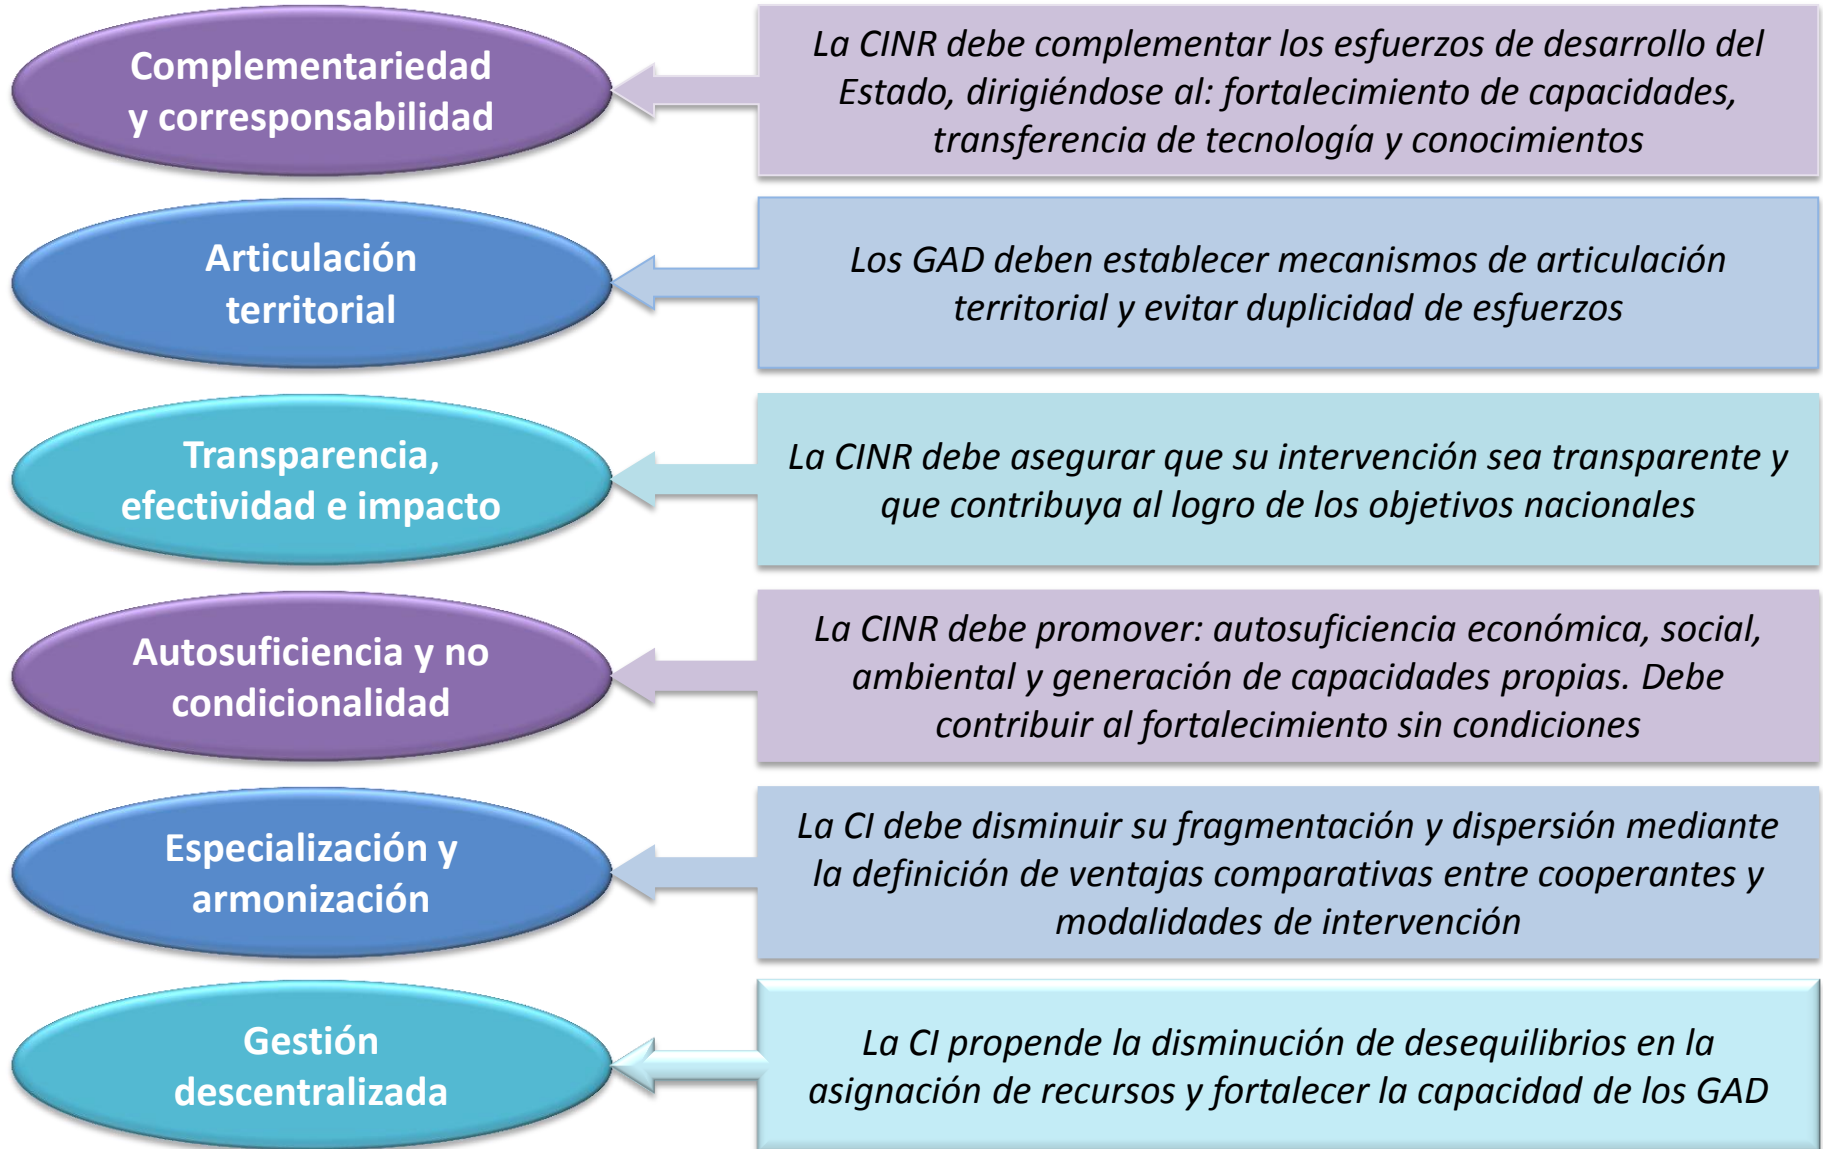 Complementariedad
y corresponsabilidad
La CINR debe complementar los esfuerzos de desarrollo del
Estado, dirigiéndose al: fortalecimiento de capacidades,
transferencia de tecnología y conocimientos
Articulación
territorial
Los GAD deben establecer mecanismos de articulación
territorial y evitar duplicidad de esfuerzos
Transparencia,
efectividad e impacto
La CINR debe asegurar que su intervención sea transparente y
que contribuya al logro de los objetivos nacionales
Autosuficiencia y no
condicionalidad
La CINR debe promover: autosuficiencia económica, social,
ambiental y generación de capacidades propias. Debe
contribuir al fortalecimiento sin condiciones
Especialización y
armonización
La CI debe disminuir su fragmentación y dispersión mediante
la definición de ventajas comparativas entre cooperantes y
modalidades de intervención
Gestión
descentralizada
La CI propende la disminución de desequilibrios en la
asignación de recursos y fortalecer la capacidad de los GAD